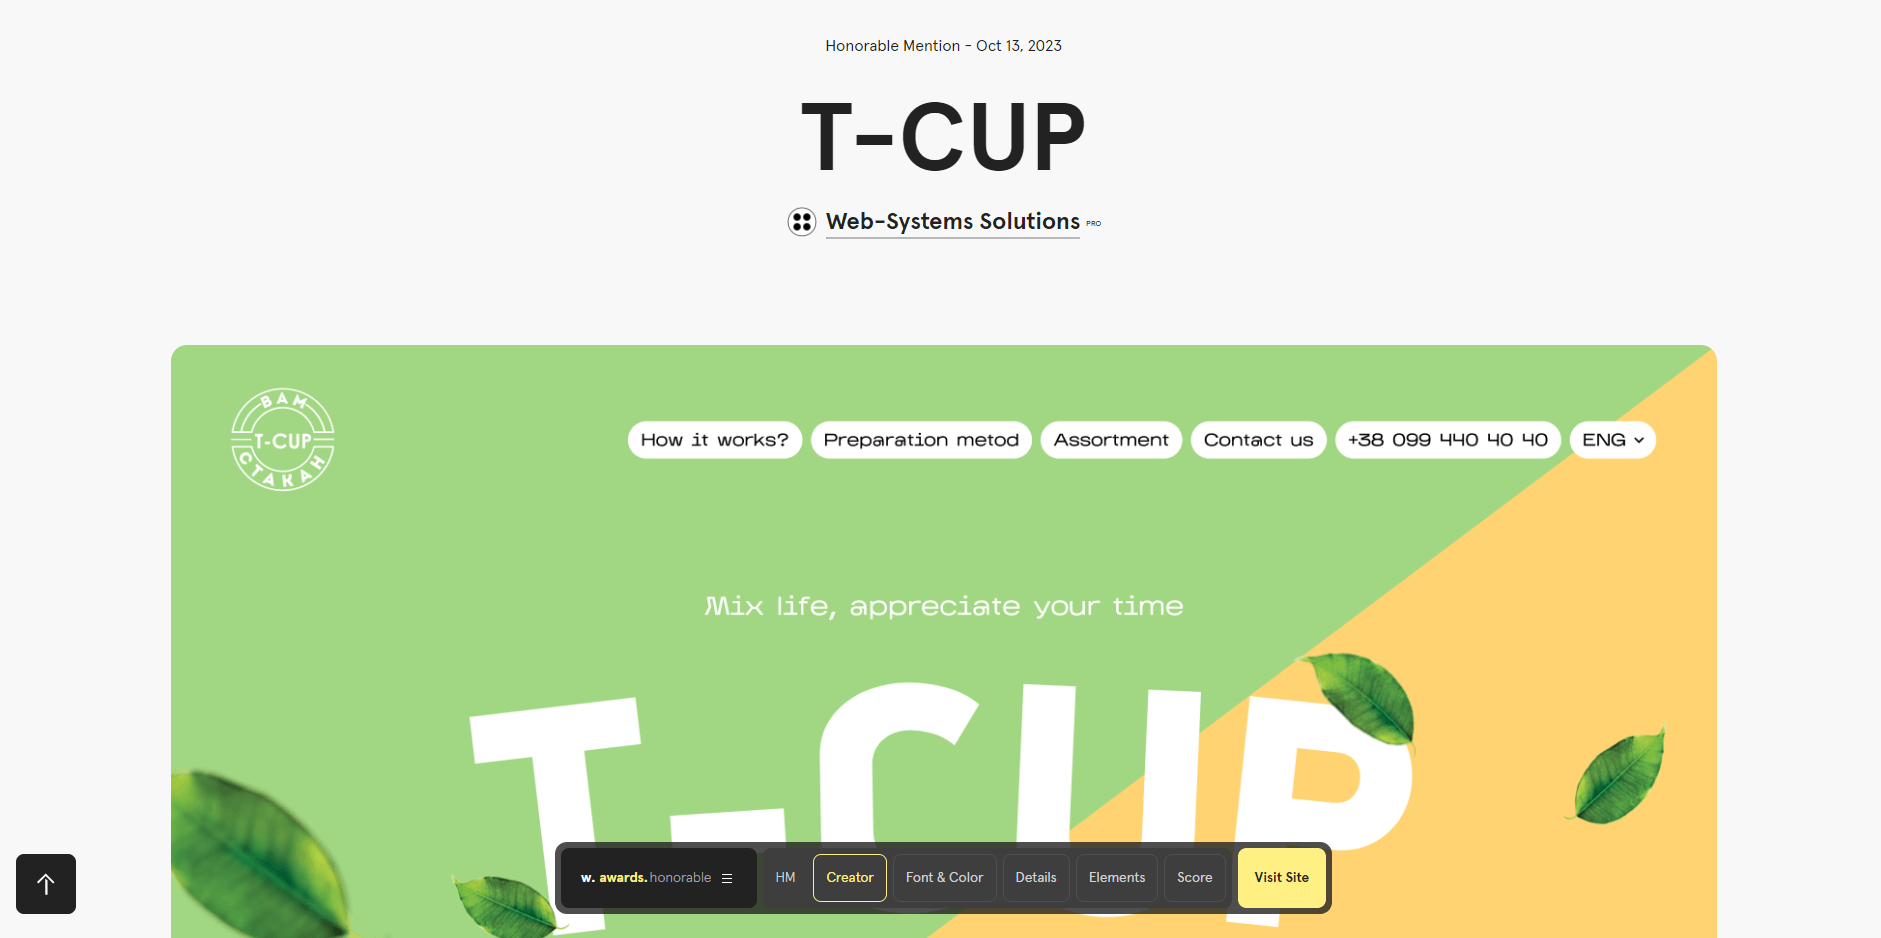 Honorable Mention - Oct 13, 2023
T-CUP
Web-Systems Solutions PRO
ВАМ
T-CUP
СТАКАН
How it works? Preparation metod Assortment Contact us +38 099 440 40 40 ENG
Mix life, appreciate your time
T-CUP
w. awards.honorable HM Creator Font & Color Details Elements Score Visit Site